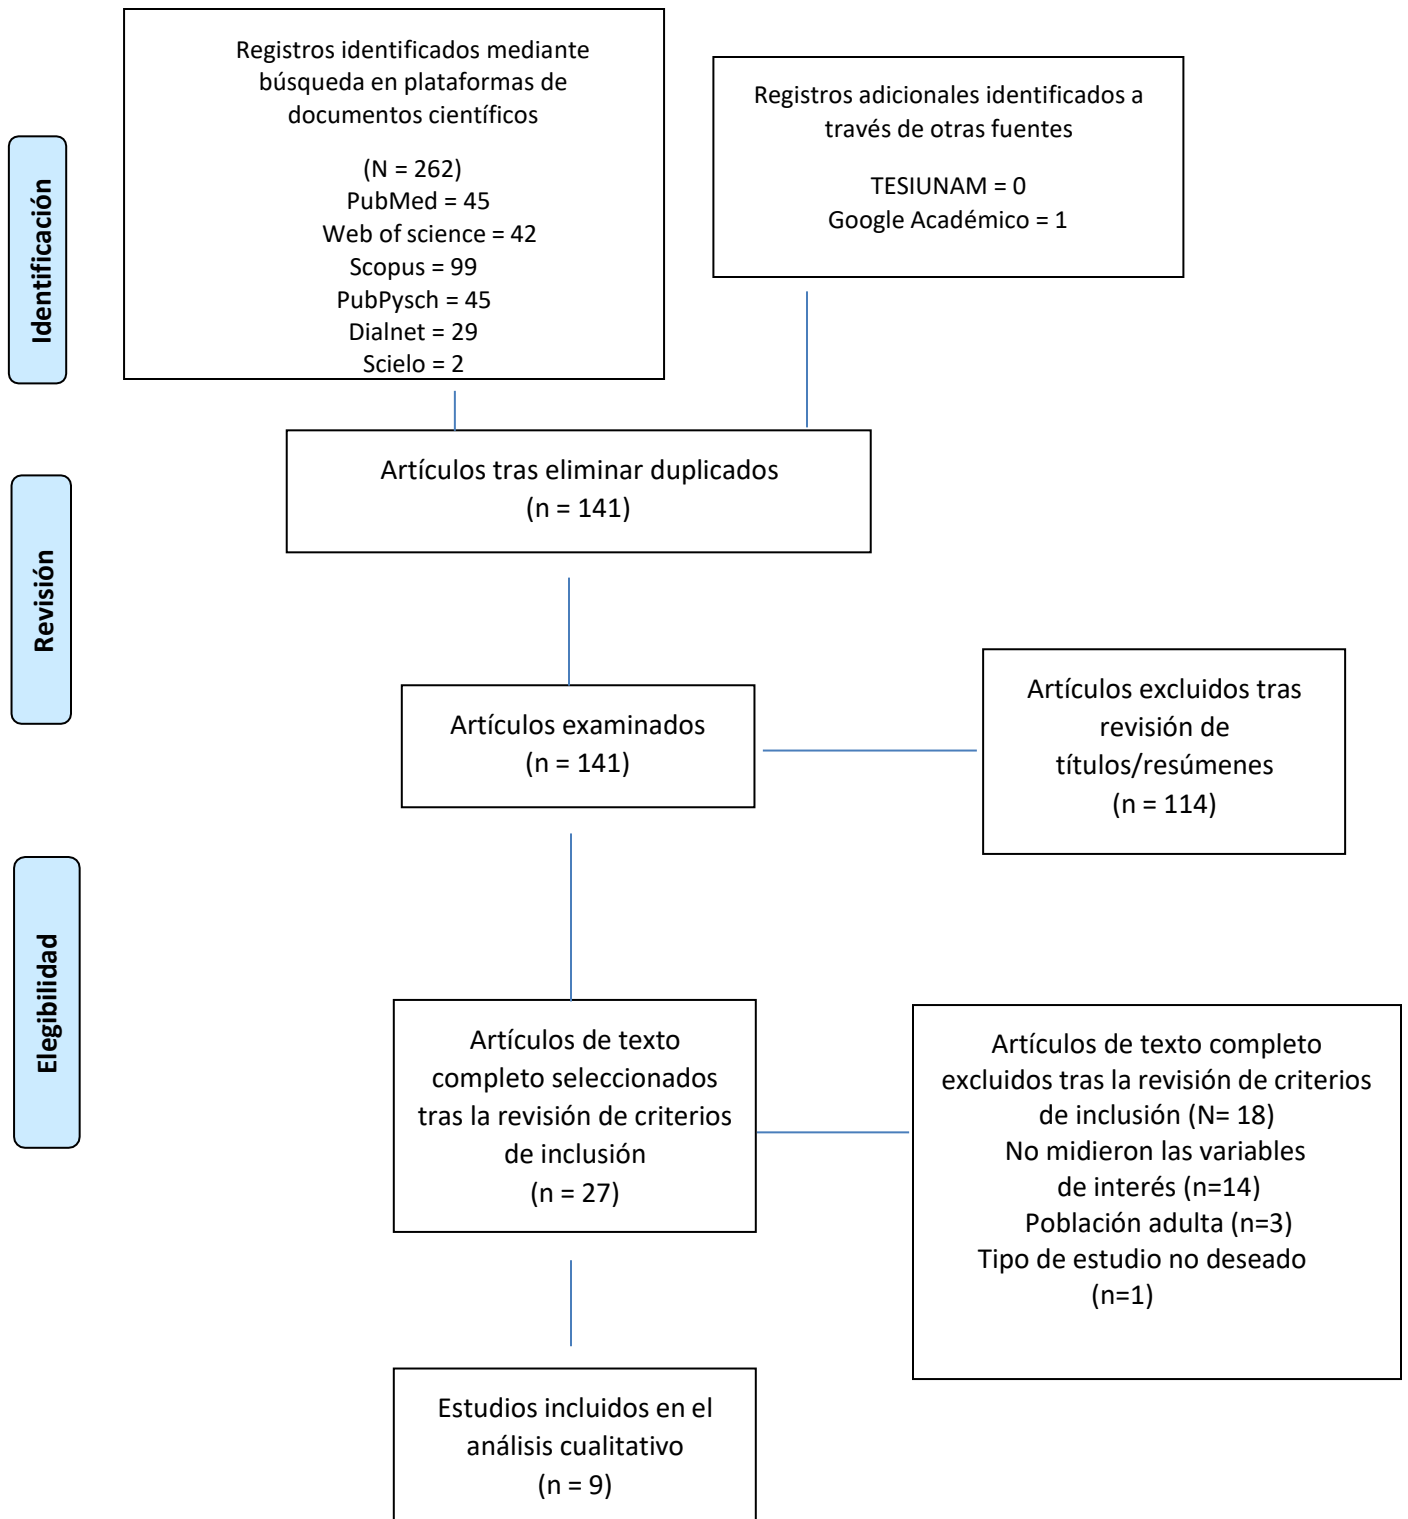 Identificación
Registros identificados mediante
búsqueda en plataformas de
documentos científicos
(N = 262)
PubMed = 45
Web of science = 42
Scopus = 99
PubPysch = 45
Dialnet = 29
Scielo = 2
Registros adicionales identificados a
través de otras fuentes
TESIUNAM = 0
Google Académico = 1
Artículos tras eliminar duplicados
(n = 141)
Revisión
Artículos examinados
(n = 141)
Artículos excluidos tras
revisión de
títulos/resúmenes
(n = 114)
Elegibilidad
Artículos de texto
completo seleccionados
tras la revisión de criterios
de inclusión
(n = 27)
Artículos de texto completo
excluidos tras la revisión de criterios
de inclusión (N= 18)
No midieron las variables
de interés (n=14)
Población adulta (n=3)
Tipo de estudio no deseado
(n=1)
Estudios incluidos en el
análisis cualitativo
(n = 9)